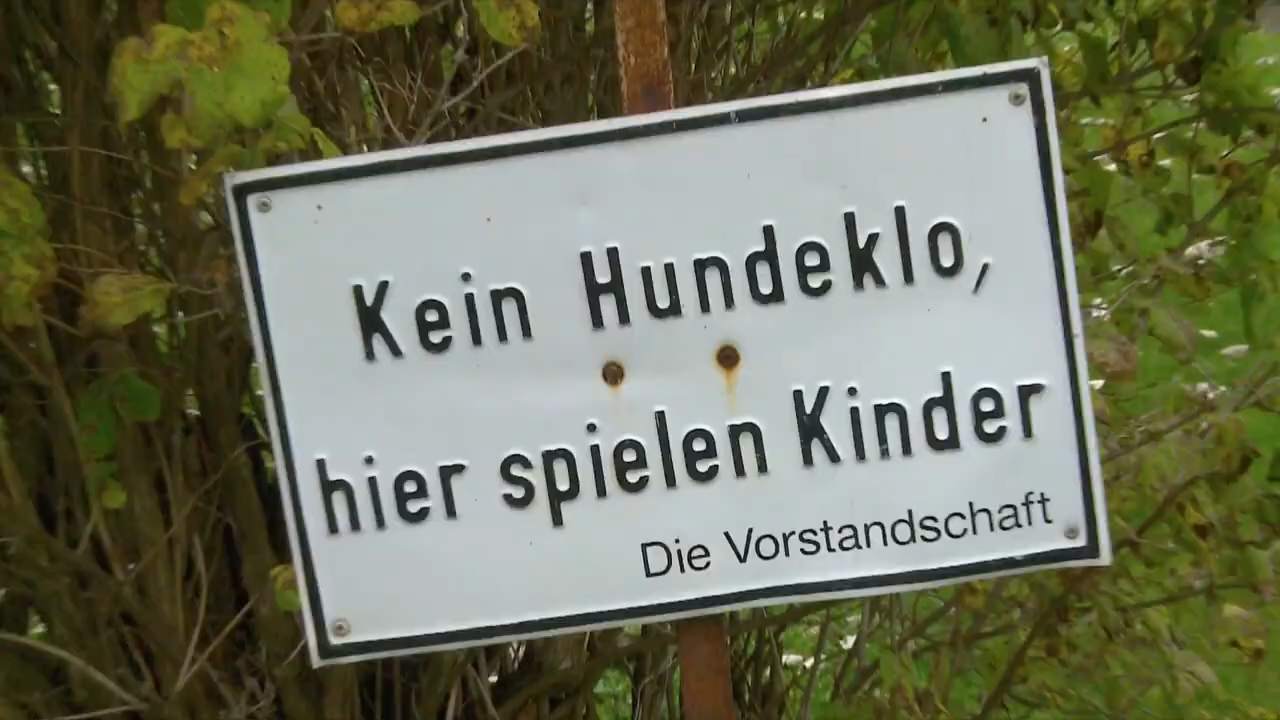 Kein Hundeklo,
hier spielen Kinder
Die Vorstandschaft